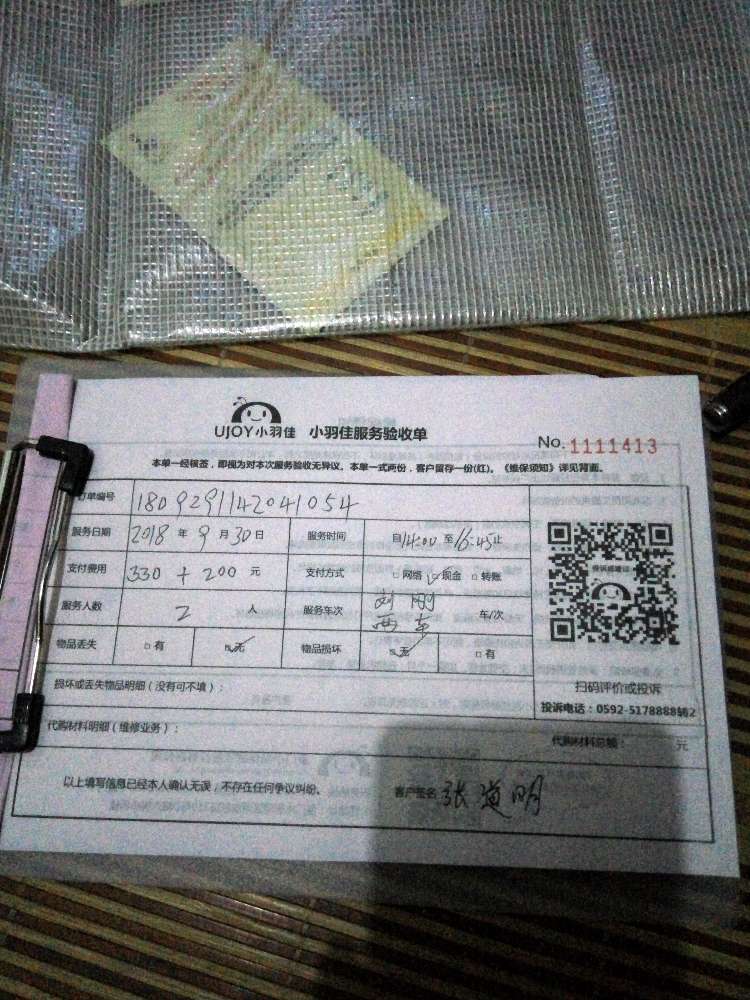 UJOY小羽佳 小羽佳服务验收单 No.1111413
本单一经核签，即视为对本次服务验收无异议。本单一式两份，客户留存一份(红)。《维保须知》详见背面。
订单编号 180929114204 1054
服务日期 2018 年 9 月 30 日 服务时间 自14:00 至 16:45止
支付费用 330 + 200 元 支付方式 □网络 ☑现金 □转账
服务人数 2 人 服务车次 两车 车/次
物品丢失 □有 ☑无 物品损坏 ☑无 □有
扫码评价或投诉
损坏或丢失物品明细（没有可不填）：
投诉电话：0592-5178888转2
代购材料明细（维修业务）： 代购材料总额： 元
以上填写信息已经本人确认无误，不存在任何争议纠纷。 客户签名 张道明